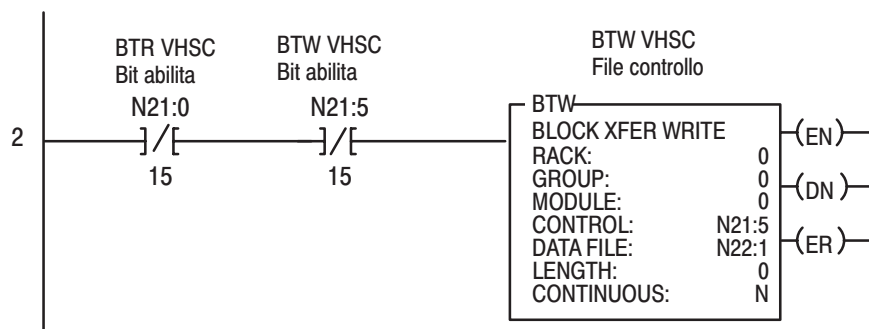 BTR VHSC
Bit abilita
N21:0
15
BTW VHSC
Bit abilita
N21:5
15
BTW VHSC
File controllo
2
BTW
BLOCK XFER WRITE
RACK: 0
GROUP: 0
MODULE: 0
CONTROL: N21:5
DATA FILE: N22:1
LENGTH: 0
CONTINUOUS: N
(EN)
(DN)
(ER)